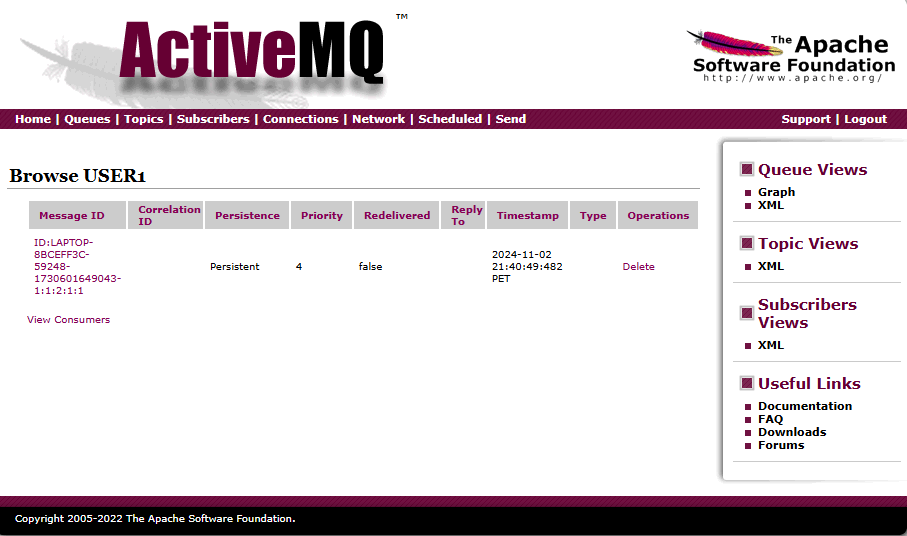 ActiveMQ™
The Apache
Software Foundation
http://www.apache.org/
Home | Queues | Topics | Subscribers | Connections | Network | Scheduled | Send
Support | Logout
Browse USER1
Message ID
Correlation
ID
Persistence
Priority
Redelivered
Reply
To
Timestamp
Type
Operations
ID:LAPTOP-
8BCEFF3C-
59248-
1730601649043-
1:1:2:1:1
Persistent
4
false
2024-11-02
21:40:49:482
PET
Delete
View Consumers
Queue Views
Graph
XML
Topic Views
XML
Subscribers
Views
XML
Useful Links
Documentation
FAQ
Downloads
Forums
Copyright 2005-2022 The Apache Software Foundation.